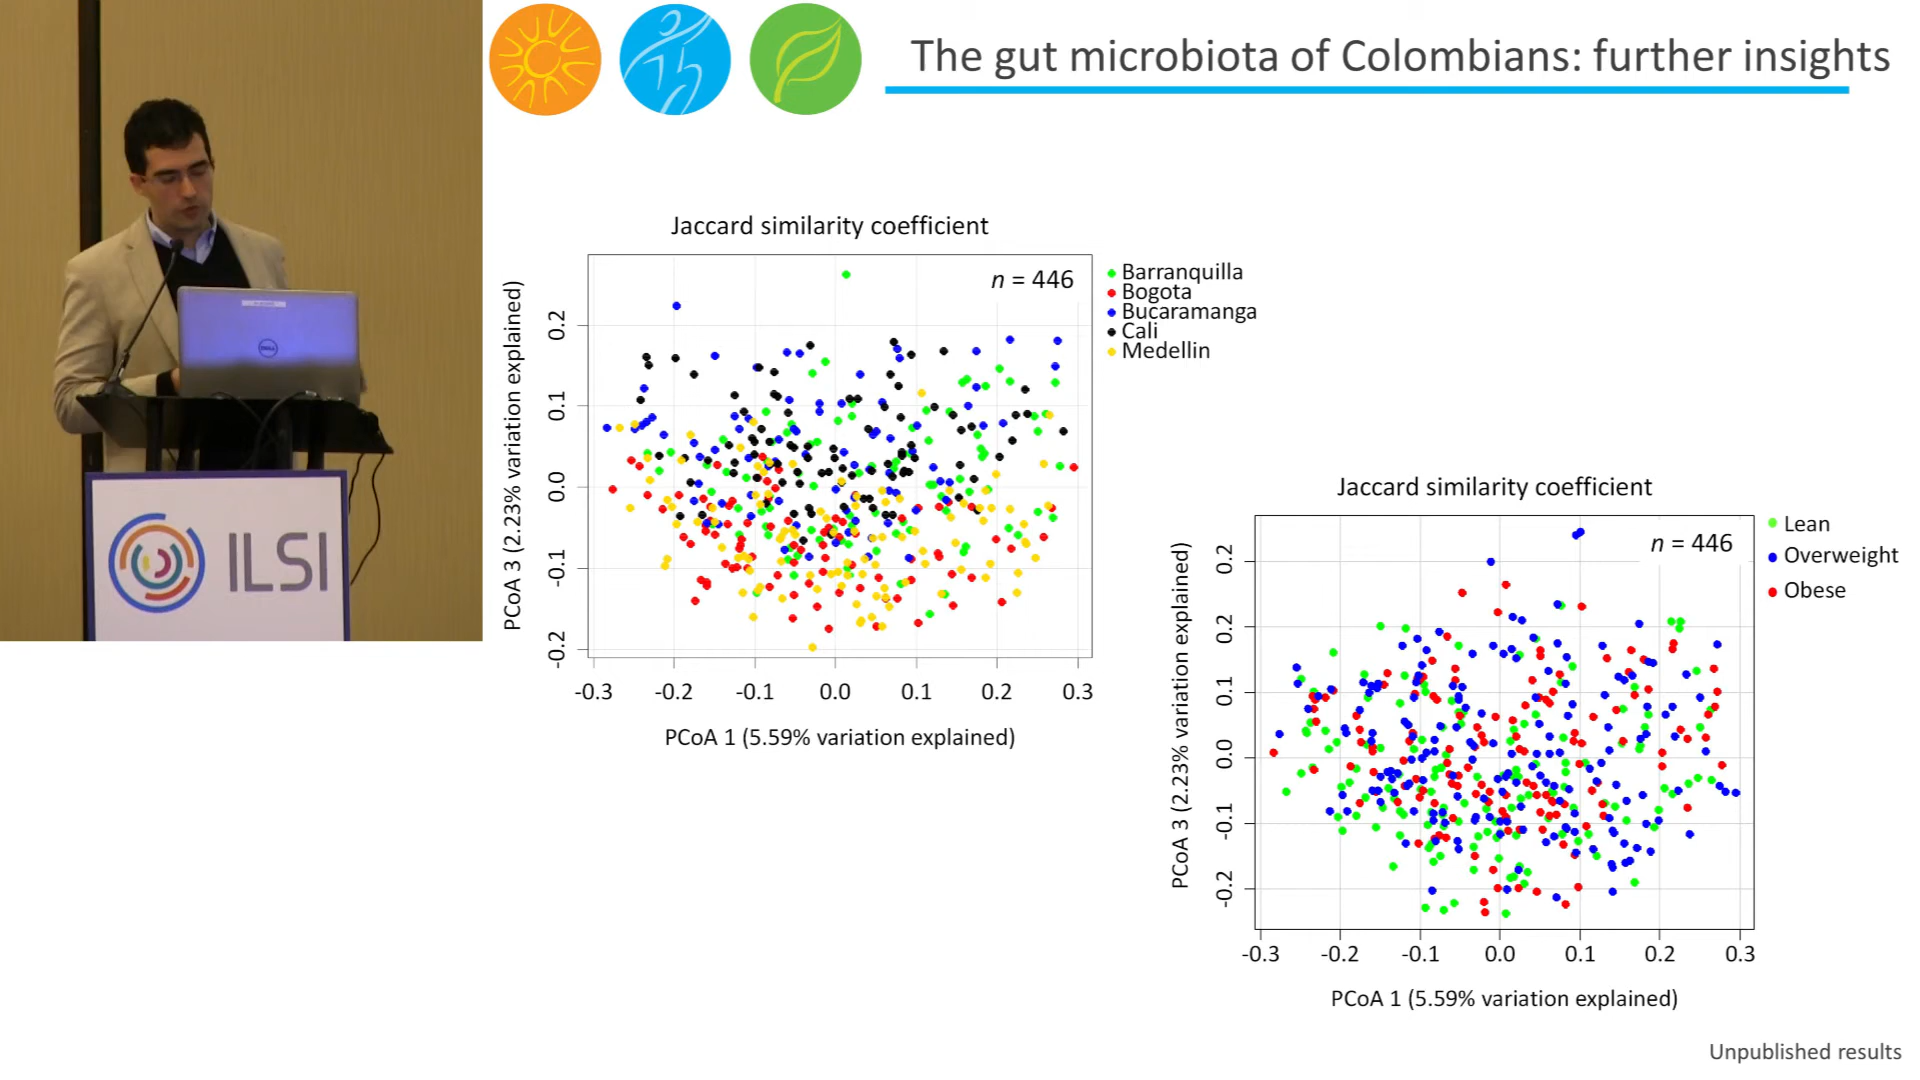 The gut microbiota of Colombians: further insights
Jaccard similarity coefficient
n = 446
Barranquilla
Bogota
Bucaramanga
Cali
Medellin
PCoA 3 (2.23% variation explained)
0.2
0.1
0.0
-0.1
-0.2
-0.3 -0.2 -0.1 0.0 0.1 0.2 0.3
PCoA 1 (5.59% variation explained)
Jaccard similarity coefficient
n = 446
Lean
Overweight
Obese
PCoA 3 (2.23% variation explained)
0.2
0.2
0.1
0.0
-0.1
-0.2
-0.3 -0.2 -0.1 0.0 0.1 0.2 0.3
PCoA 1 (5.59% variation explained)
Unpublished results
DELL
ILSI